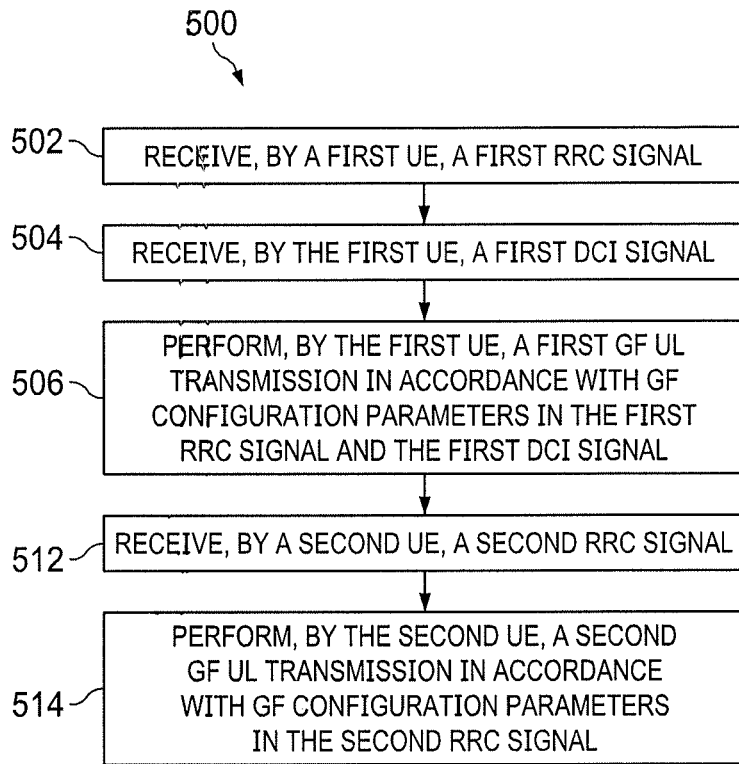 500
502
RECEIVE, BY A FIRST UE, A FIRST RRC SIGNAL
504
RECEIVE, BY THE FIRST UE, A FIRST DCI SIGNAL
506
PERFORM, BY THE FIRST UE, A FIRST GF UL
TRANSMISSION IN ACCORDANCE WITH GF
CONFIGURATION PARAMETERS IN THE FIRST
RRC SIGNAL AND THE FIRST DCI SIGNAL
512
RECEIVE, BY A SECOND UE, A SECOND RRC SIGNAL
514
PERFORM, BY THE SECOND UE, A SECOND
GF UL TRANSMISSION IN ACCORDANCE
WITH GF CONFIGURATION PARAMETERS
IN THE SECOND RRC SIGNAL